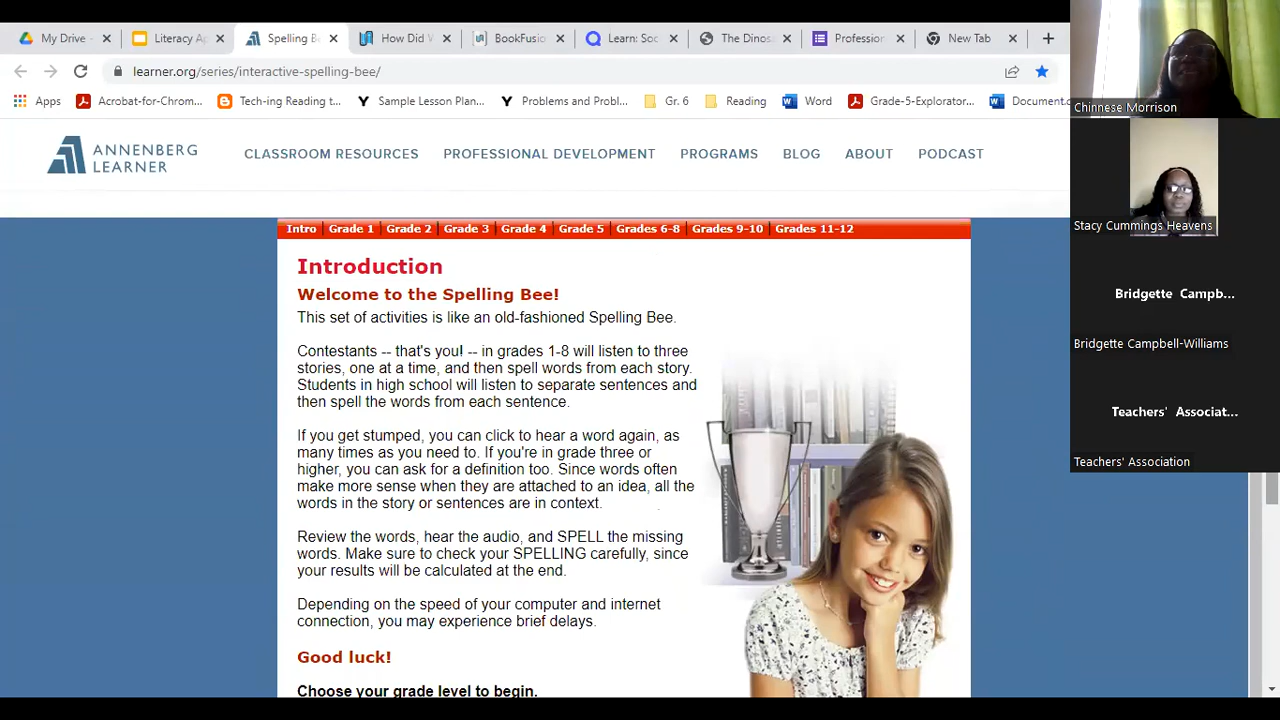 My Drive -
Literacy Ap
Spelling B
How Did W
BookFusio
Learn: Soc
The Dinos
Profession
New Tab
learner.org/series/interactive-spelling-bee/
Apps
Acrobat-for-Chrom...
Tech-ing Reading t...
Sample Lesson Plan...
Problems and Probl...
Gr. 6
Reading
Word
Grade-5-Explorator...
Document.c
ANNENBERG
LEARNER
CLASSROOM RESOURCES
PROFESSIONAL DEVELOPMENT
PROGRAMS
BLOG
ABOUT
PODCAST
Intro | Grade 1 | Grade 2 | Grade 3 | Grade 4 | Grade 5 | Grades 6-8 | Grades 9-10 | Grades 11-12
Introduction
Welcome to the Spelling Bee!
This set of activities is like an old-fashioned Spelling Bee.
Contestants -- that's you! -- in grades 1-8 will listen to three
stories, one at a time, and then spell words from each story.
Students in high school will listen to separate sentences and
then spell the words from each sentence.
If you get stumped, you can click to hear a word again, as
many times as you need to. If you're in grade three or
higher, you can ask for a definition too. Since words often
make more sense when they are attached to an idea, all the
words in the story or sentences are in context.
Review the words, hear the audio, and SPELL the missing
words. Make sure to check your SPELLING carefully, since
your results will be calculated at the end.
Depending on the speed of your computer and internet
connection, you may experience brief delays.
Good luck!
Choose your grade level to begin.
Chinnese Morrison
Stacy Cummings Heavens
Bridgette Campb...
Bridgette Campbell-Williams
Teachers' Associat...
Teachers' Association